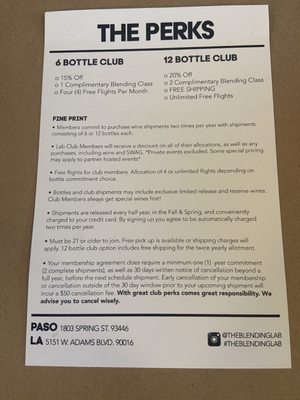 THE PERKS
6 BOTTLE CLUB
o 15% Off
o 1 Complimentary Blending Class
o Four (4) Free Flights Per Month
12 BOTTLE CLUB
o 20% Off
o 2 Complimentary Blending Class
o FREE SHIPPING
o Unlimited Free Flights
FINE PRINT
• Members commit to purchase wine shipments two times per year with shipments
consisting of 6 or 12 bottles each.
• Lab Club Members will receive a discount on all of their allocations, as well as any
purchases, including wine and SWAG. *Private events excluded. Some special pricing
may apply to partner hosted events*
• Free flights for club members. Allocation of 4 or unlimited flights depending on
bottle commitment choice.
• Bottles and club shipments may include exclusive limited release and reserve wines.
Club Members always get special wines first!
• Shipments are released every half year, in the Fall & Spring, and conveniently
charged to your credit card. By signing up you agree to be automatically charged
two times per year.
• Must be 21 or older to join. Free pick up is available or shipping charges will
apply. 12 bottle club option includes free shipping for the twice yearly allotment.
• Your membership agreement does require a minimum one (1) year commitment
(2 complete shipments), as well as 30 days written notice of cancellation beyond a
full year, before the next schedule shipment. Early cancellation of your membership
or cancellation outside of the 30 day window prior to your upcoming shipment will
incur a $50 cancellation fee. With great club perks comes great responsibility. We
advise you to cancel wisely.
PASO 1803 SPRING ST. 93446
LA 5151 W. ADAMS BLVD. 90016
@THEBLENDINGLAB
#THEBLENDINGLAB